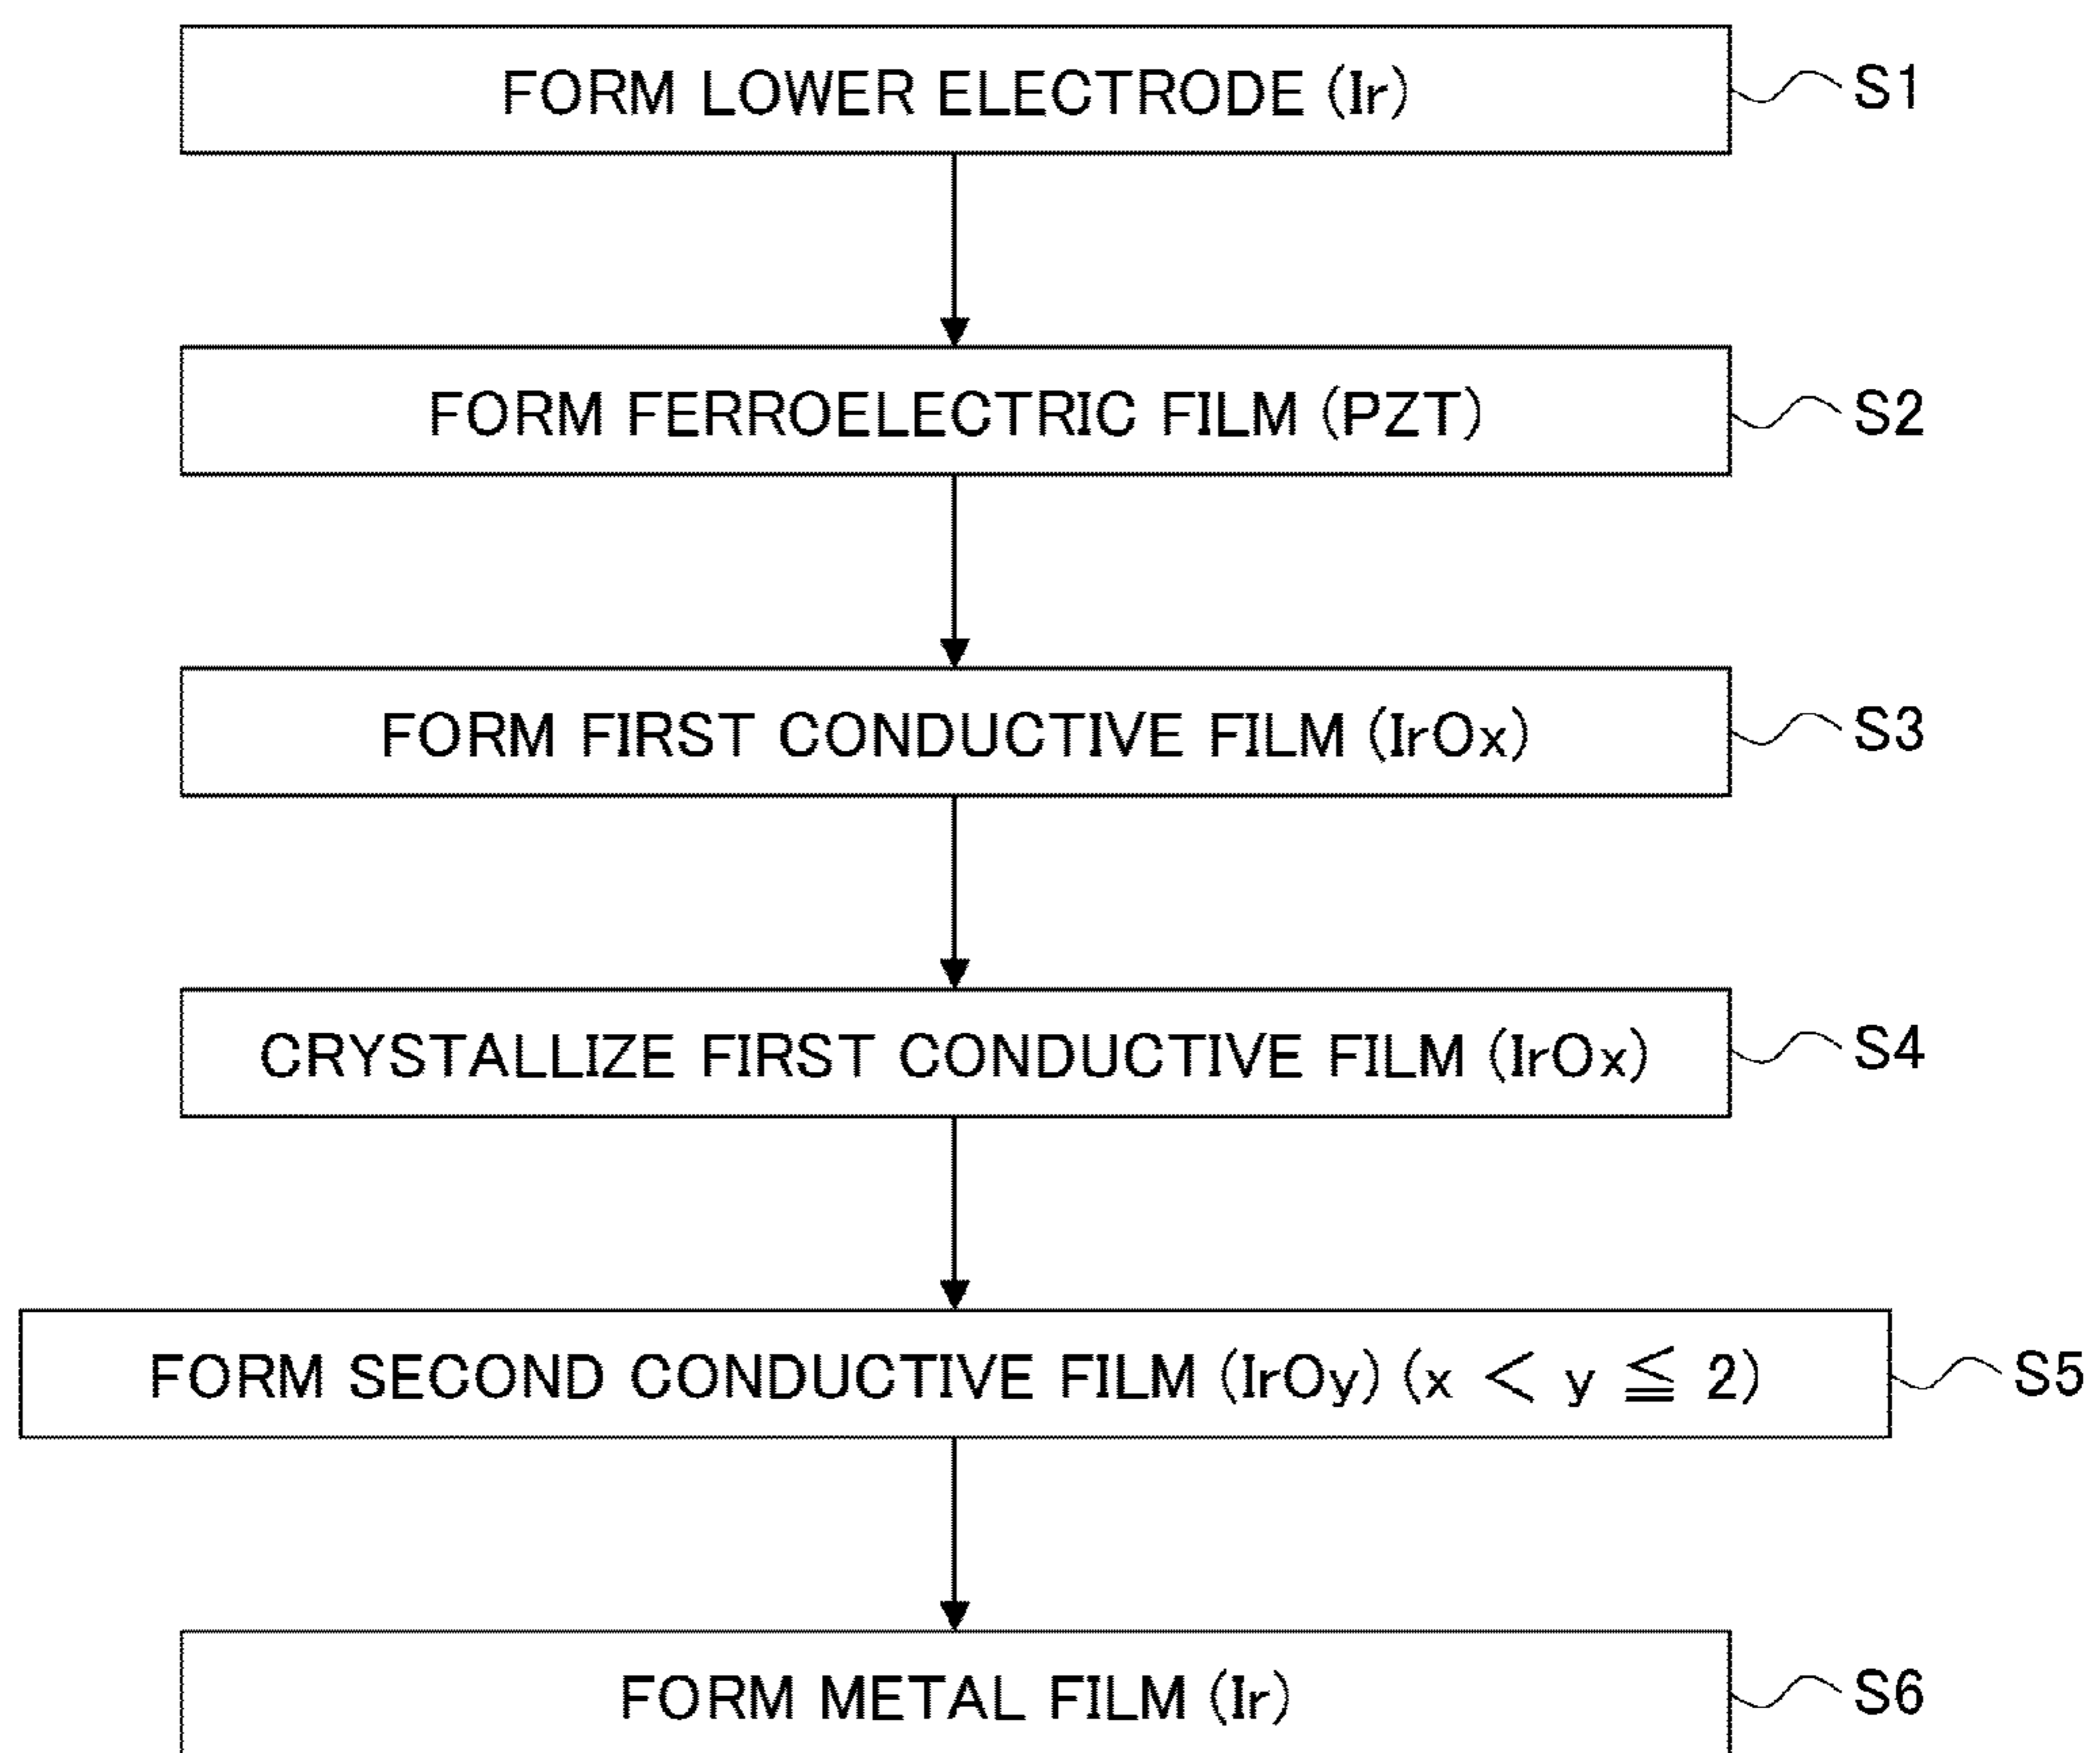 FORM LOWER ELECTRODE (Ir) S1
FORM FERROELECTRIC FILM (PZT) S2
FORM FIRST CONDUCTIVE FILM (IrOx) S3
CRYSTALLIZE FIRST CONDUCTIVE FILM (IrOx) S4
FORM SECOND CONDUCTIVE FILM (IrOy) (x < y ≦ 2) S5
FORM METAL FILM (Ir) S6